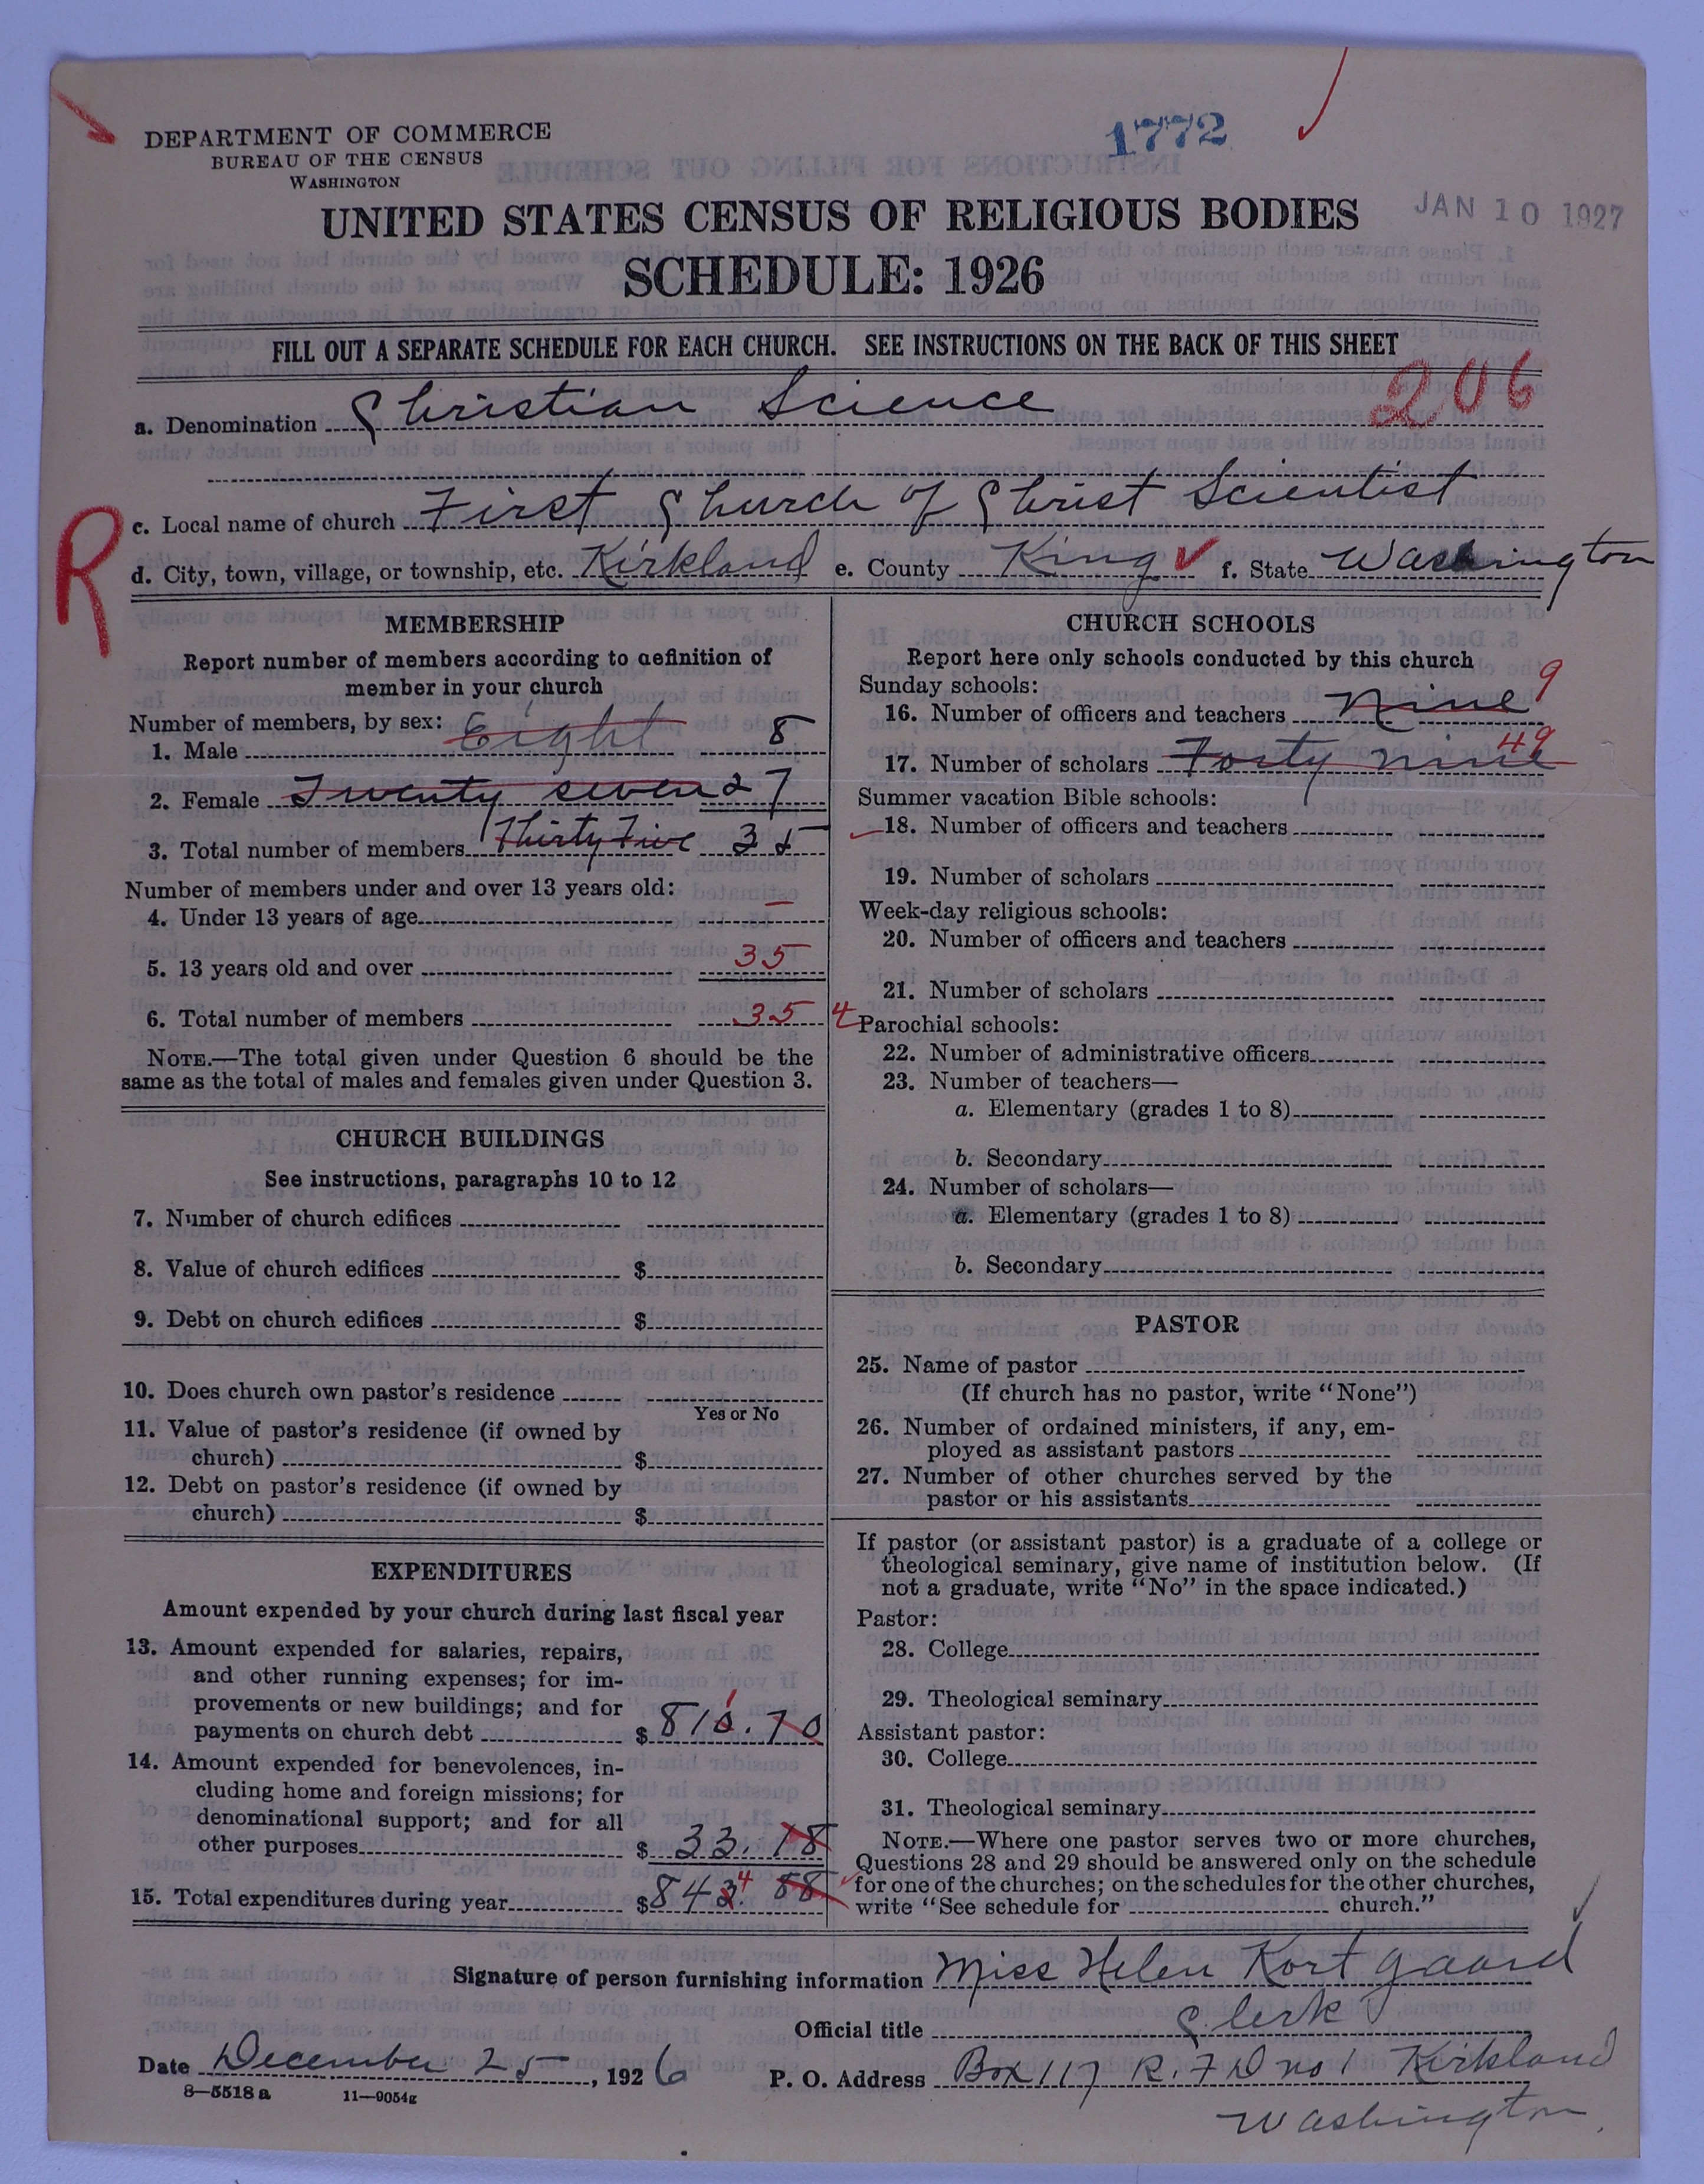 DEPARTMENT OF COMMERCE
BUREAU OF THE CENSUS
WASHINGTON
1772
JAN 10 1927
UNITED STATES CENSUS OF RELIGIOUS BODIES
SCHEDULE: 1926
FILL OUT A SEPARATE SCHEDULE FOR EACH CHURCH. SEE INSTRUCTIONS ON THE BACK OF THIS SHEET
206
a. Denomination Christian Science
c. Local name of church First Church of Christ Scientist
R
d. City, town, village, or township, etc. Kirkland e. County King f. State Washington
MEMBERSHIP
Report number of members according to definition of
member in your church
Number of members, by sex:
1. Male Eight 8
2. Female Twenty seven 27
3. Total number of members Thirty Five 35
Number of members under and over 13 years old:
4. Under 13 years of age –
5. 13 years old and over 35
6. Total number of members 35 4
NOTE.—The total given under Question 6 should be the
same as the total of males and females given under Question 3.
CHURCH BUILDINGS
See instructions, paragraphs 10 to 12
7. Number of church edifices
8. Value of church edifices $
9. Debt on church edifices $
10. Does church own pastor's residence
Yes or No
11. Value of pastor's residence (if owned by
church) $
12. Debt on pastor's residence (if owned by
church) $
EXPENDITURES
Amount expended by your church during last fiscal year
13. Amount expended for salaries, repairs,
and other running expenses; for im-
provements or new buildings; and for
payments on church debt $ 810.70
14. Amount expended for benevolences, in-
cluding home and foreign missions; for
denominational support; and for all
other purposes $ 33.18
15. Total expenditures during year $ 843.88 4
CHURCH SCHOOLS
Report here only schools conducted by this church
Sunday schools:
16. Number of officers and teachers Nine 9
17. Number of scholars Forty nine 49
Summer vacation Bible schools:
18. Number of officers and teachers
19. Number of scholars
Week-day religious schools:
20. Number of officers and teachers
21. Number of scholars
Parochial schools:
22. Number of administrative officers
23. Number of teachers—
a. Elementary (grades 1 to 8)
b. Secondary
24. Number of scholars—
a. Elementary (grades 1 to 8)
b. Secondary
PASTOR
25. Name of pastor
(If church has no pastor, write "None")
26. Number of ordained ministers, if any, em-
ployed as assistant pastors
27. Number of other churches served by the
pastor or his assistants
If pastor (or assistant pastor) is a graduate of a college or
theological seminary, give name of institution below. (If
not a graduate, write "No" in the space indicated.)
Pastor:
28. College
29. Theological seminary
Assistant pastor:
30. College
31. Theological seminary
NOTE.—Where one pastor serves two or more churches,
Questions 28 and 29 should be answered only on the schedule
for one of the churches; on the schedules for the other churches,
write "See schedule for church."
Signature of person furnishing information Miss Helen Kortgaard
Official title Clerk
Date December 25, 1926 P. O. Address Box 117 R.F.D no 1 Kirkland
Washington
8—5518a 11—9054g